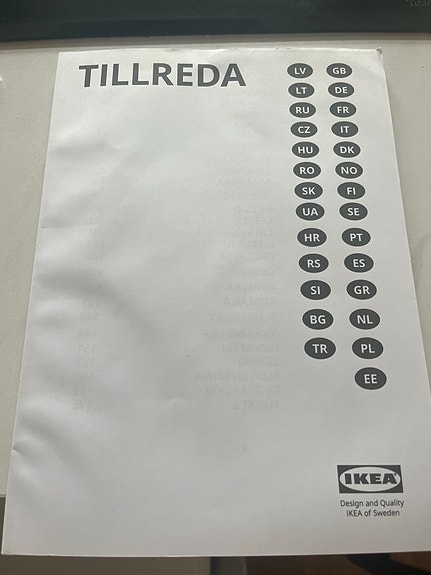 TILLREDA
LV GB
LT DE
RU FR
CZ IT
HU DK
RO NO
SK FI
UA SE
HR PT
RS ES
SI GR
BG NL
TR PL
EE
IKEA
Design and Quality
IKEA of Sweden